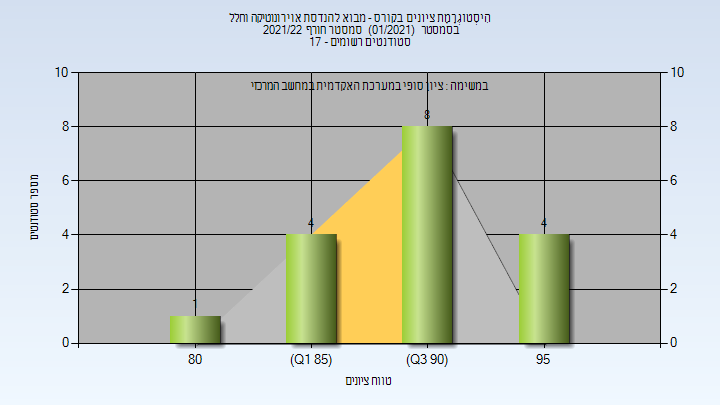 היסטוגרמת ציונים בקורס - מבוא להנדסת אוירונוטיקה וחלל
בסמסטר (01/2021) סמסטר חורף 2021/22
סטודנטים רשומים - 17
במשימה : ציון סופי במערכת האקדמית במחשב המרכזי
10
8
6
4
2
0
10
8
6
4
2
0
מספר סטודנטים
1
4
8
4
80
(Q1 85)
(Q3 90)
95
טווח ציונים